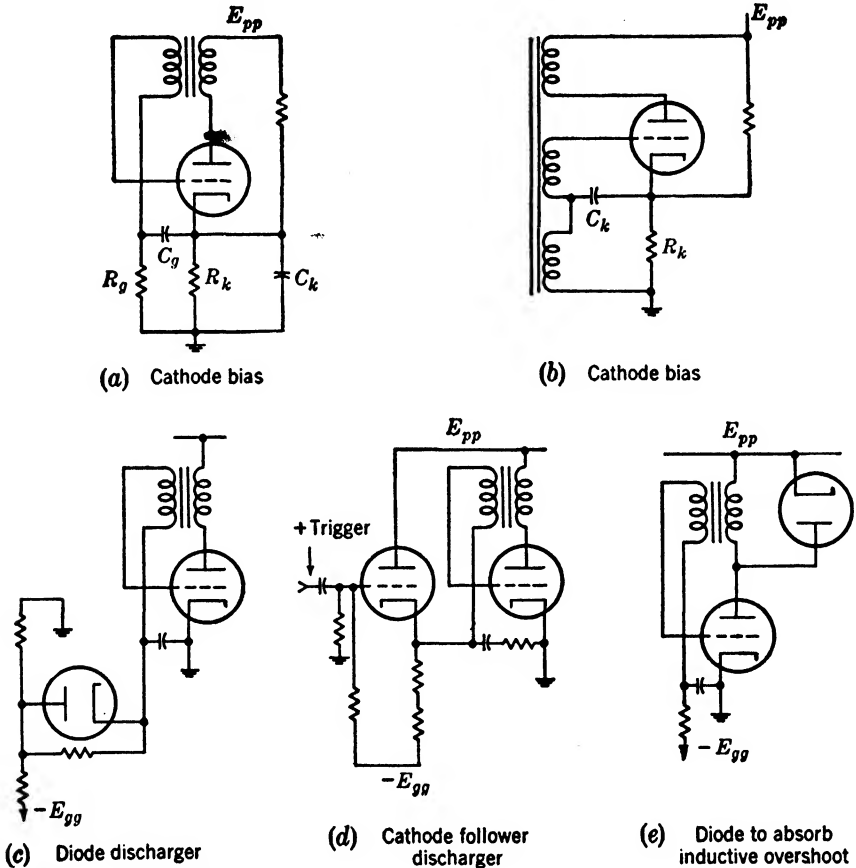 E_pp
E_pp
C_g
R_g
R_k
C_k
C_k
R_k
(a) Cathode bias
(b) Cathode bias
E_pp
E_pp
+ Trigger
−E_gg
−E_gg
−E_gg
(c) Diode discharger
(d) Cathode follower
discharger
(e) Diode to absorb
inductive overshoot